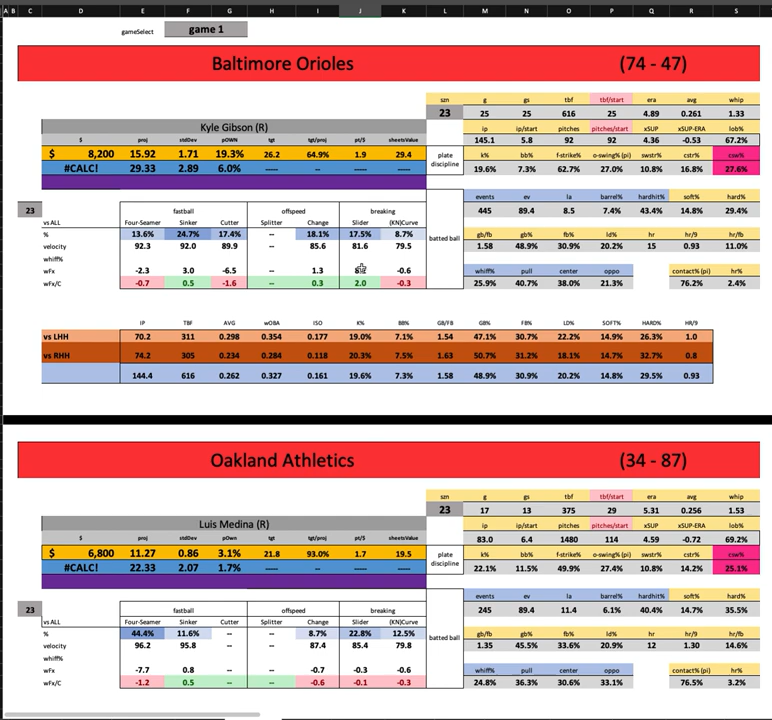 A B C D E F G H I J K L M N O P Q R S
gameSelect game 1
Baltimore Orioles (74 - 47)
szn g gs tbf tbf/start era avg whip
23 25 25 616 25 4.89 0.261 1.33
Kyle Gibson (R) ip ip/start pitches pitches/start xSUP xSUP-ERA lob%
$ proj stdDev pOWN tgt tgt/proj pt/$ sheetsValue 145.1 5.8 92 92 4.36 -0.53 67.2%
$ 8,200 15.92 1.71 19.3% 26.2 64.9% 1.9 29.4 plate discipline k% bb% f-strike% o-swing% (pi) swstr% cstr% csw%
#CALC! 29.33 2.89 6.0% ----- ----- ----- ----- 19.6% 7.3% 62.7% 27.0% 10.8% 16.8% 27.6%
events ev la barrel% hardhit% soft% hard%
23 fastball offspeed breaking 445 89.4 8.5 7.4% 43.4% 14.8% 29.4%
vs ALL Four-Seamer Sinker Cutter Splitter Change Slider (KN)Curve
% 13.6% 24.7% 17.4% -- 18.1% 17.5% 8.7% batted ball gb/fb gb% fb% ld% hr hr/9 hr/fb
velocity 92.3 92.0 89.9 -- 85.6 81.6 79.5 1.58 48.9% 30.9% 20.2% 15 0.93 11.0%
whiff%
wFx -2.3 3.0 -6.5 -- 1.3 -0.6 whiff% pull center oppo contact% (pi) hr%
wFx/C -0.7 0.5 -1.6 -- 0.3 2.0 -0.3 25.9% 40.7% 38.0% 21.3% 76.2% 2.4%
IP TBF AVG wOBA ISO K% BB% GB/FB GB% FB% LD% SOFT% HARD% HR/9
vs LHH 70.2 311 0.298 0.354 0.177 19.0% 7.1% 1.54 47.1% 30.7% 22.2% 14.9% 26.3% 1.0
vs RHH 74.2 305 0.234 0.284 0.118 20.3% 7.5% 1.63 50.7% 31.2% 18.1% 14.7% 32.7% 0.8
144.4 616 0.262 0.327 0.161 19.6% 7.3% 1.58 48.9% 30.9% 20.2% 14.8% 29.5% 0.93
Oakland Athletics (34 - 87)
szn g gs tbf tbf/start era avg whip
23 17 13 375 29 5.31 0.256 1.53
Luis Medina (R) ip ip/start pitches pitches/start xSUP xSUP-ERA lob%
$ proj stdDev pOwn tgt tgt/proj pt/$ sheetsValue 83.0 6.4 1480 114 4.59 -0.72 69.2%
$ 6,800 11.27 0.86 3.1% 21.8 93.0% 1.7 19.5 plate discipline k% bb% f-strike% o-swing% (pi) swstr% cstr% csw%
#CALC! 22.33 2.07 1.7% ----- ----- ----- ----- 22.1% 11.5% 49.9% 27.4% 10.8% 14.2% 25.1%
events ev la barrel% hardhit% soft% hard%
23 fastball offspeed breaking 245 89.4 11.4 6.1% 40.4% 14.7% 35.5%
vs ALL Four-Seamer Sinker Cutter Splitter Change Slider (KN)Curve
% 44.4% 11.6% -- -- 8.7% 22.8% 12.5% batted ball gb/fb gb% fb% ld% hr hr/9 hr/fb
velocity 96.2 95.8 -- -- 87.4 85.4 79.8 1.35 45.5% 33.6% 20.9% 12 1.30 14.6%
whiff%
wFx -7.7 0.8 -- -- -0.7 -0.3 -0.6 whiff% pull center oppo contact% (pi) hr%
wFx/C -1.2 0.5 -- -- -0.6 -0.1 -0.3 24.8% 36.3% 30.6% 33.1% 76.5% 3.2%